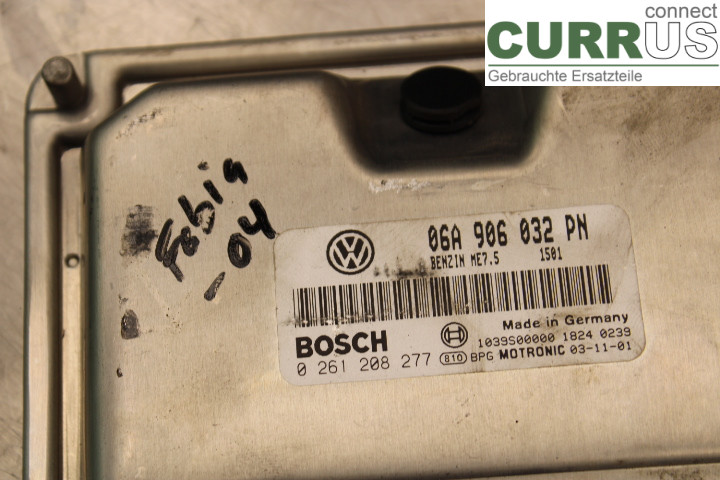 connect
CURRUS
Gebrauchte Ersatzteile
Fabia
-04
06A 906 032 PN
BENZIN ME7.5 1501
Made in Germany
BOSCH
1039S00000 1824 0239
0 261 208 277 810 BPG MOTRONIC 03-11-01